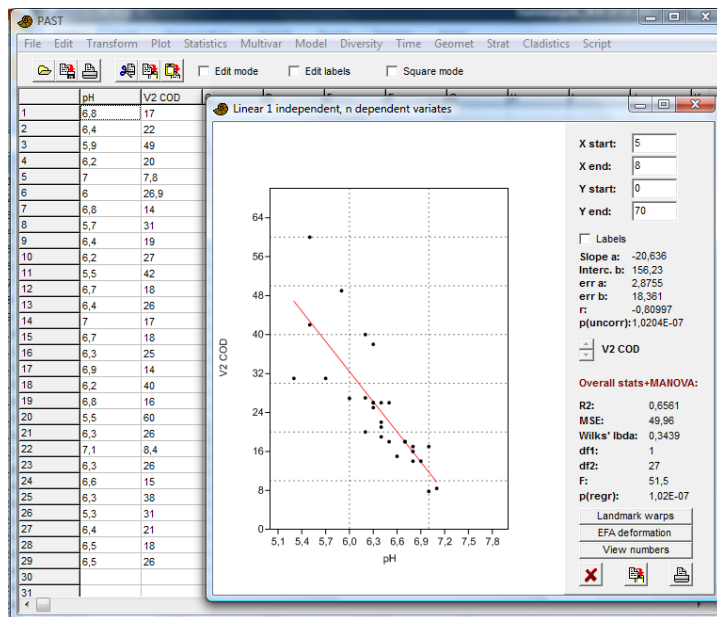 PAST
File Edit Transform Plot Statistics Multivar Model Diversity Time Geomet Strat Cladistics Script
Edit mode Edit labels Square mode
pH V2 COD
1 6,8 17
2 6,4 22
3 5,9 49
4 6,2 20
5 7 7,8
6 6 26,9
7 6,8 14
8 5,7 31
9 6,4 19
10 6,2 27
11 5,5 42
12 6,7 18
13 6,4 26
14 7 17
15 6,7 18
16 6,3 25
17 6,9 14
18 6,2 40
19 6,8 16
20 5,5 60
21 6,3 26
22 7,1 8,4
23 6,3 26
24 6,6 15
25 6,3 38
26 5,3 31
27 6,4 21
28 6,5 18
29 6,5 26
30
31
Linear 1 independent, n dependent variates
64
56
48
40
32
24
16
8
0
V2 COD
5,1 5,4 5,7 6,0 6,3 6,6 6,9 7,2 7,5 7,8
pH
X start: 5
X end: 8
Y start: 0
Y end: 70
Labels
Slope a: -20,636
Interc. b: 156,23
err a: 2,8755
err b: 18,361
r: -0,80997
p(uncorr): 1,0204E-07
V2 COD
Overall stats+MANOVA:
R2: 0,6561
MSE: 49,96
Wilks' lbda: 0,3439
df1: 1
df2: 27
F: 51,5
p(regr): 1,02E-07
Landmark warps
EFA deformation
View numbers